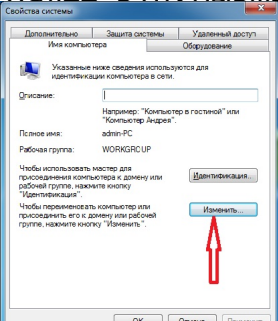 Свойства системы
Дополнительно Защита системы Удаленный доступ
Имя компьютера Оборудование
Указанные ниже сведения используются для
идентификации компьютера в сети.
Описание:
Например: "Компьютер в гостиной" или
"Компьютер Андрея".
Полное имя: admin-PC
Рабочая группа: WORKGROUP
Чтобы использовать мастер для
присоединения компьютера к домену или
рабочей группе, нажмите кнопку
"Идентификация".
Идентификация...
Чтобы переименовать компьютер или
присоединить его к домену или рабочей
группе, нажмите кнопку "Изменить".
Изменить...
OK Отмена Применить